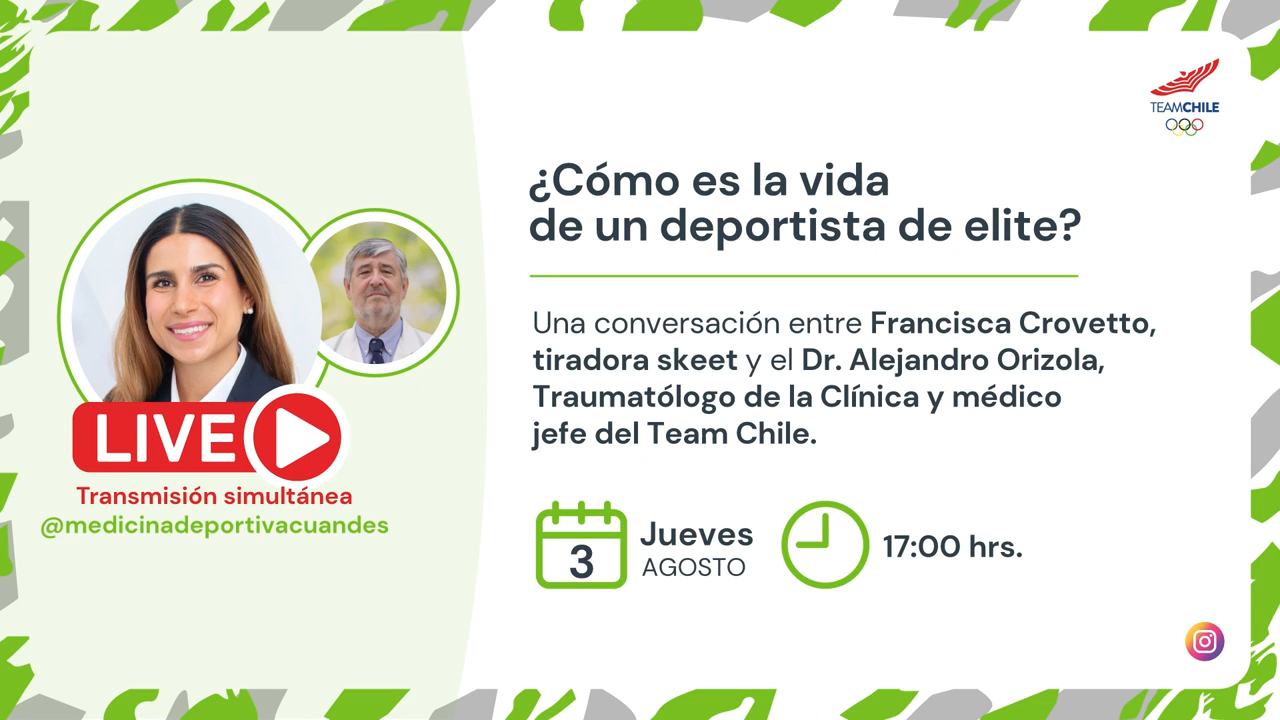 TEAMCHILE
¿Cómo es la vida
de un deportista de elite?
Una conversación entre Francisca Crovetto,
tiradora skeet y el Dr. Alejandro Orizola,
Traumatólogo de la Clínica y médico
jefe del Team Chile.
LIVE
Transmisión simultánea
@medicinadeportivacuandes
3
Jueves
AGOSTO
17:00 hrs.